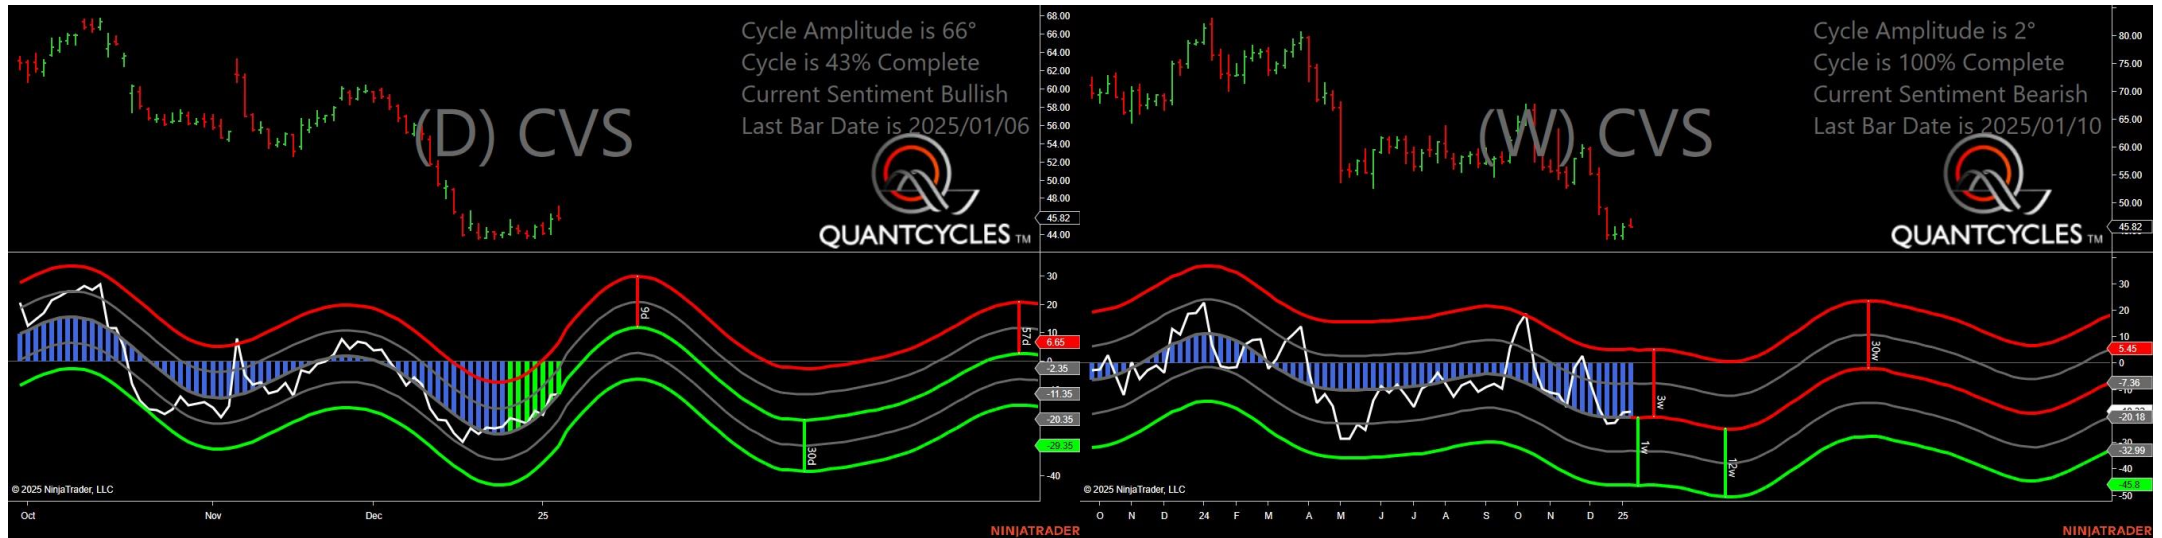 Cycle Amplitude is 66°
Cycle is 43% Complete
Current Sentiment Bullish
Last Bar Date is 2025/01/06
(D) CVS
QUANTCYCLES TM
68.00
66.00
64.00
62.00
60.00
58.00
56.00
54.00
52.00
50.00
48.00
45.82
44.00
9d
57d
30d
30
20
10
6.65
0
-2.35
-11.35
-20.35
-29.35
-40
© 2025 NinjaTrader, LLC
Oct Nov Dec 25
NINJATRADER
Cycle Amplitude is 2°
Cycle is 100% Complete
Current Sentiment Bearish
Last Bar Date is 2025/01/10
(W) CVS
QUANTCYCLES TM
80.00
75.00
70.00
65.00
60.00
55.00
50.00
45.82
3w
1w
12w
30w
30
20
10
5.45
0
-7.36
-10
-20.18
-30
-32.99
-40
-45.8
-50
© 2025 NinjaTrader, LLC
O N D 24 F M A M J J A S O N D 25
NINJATRADER